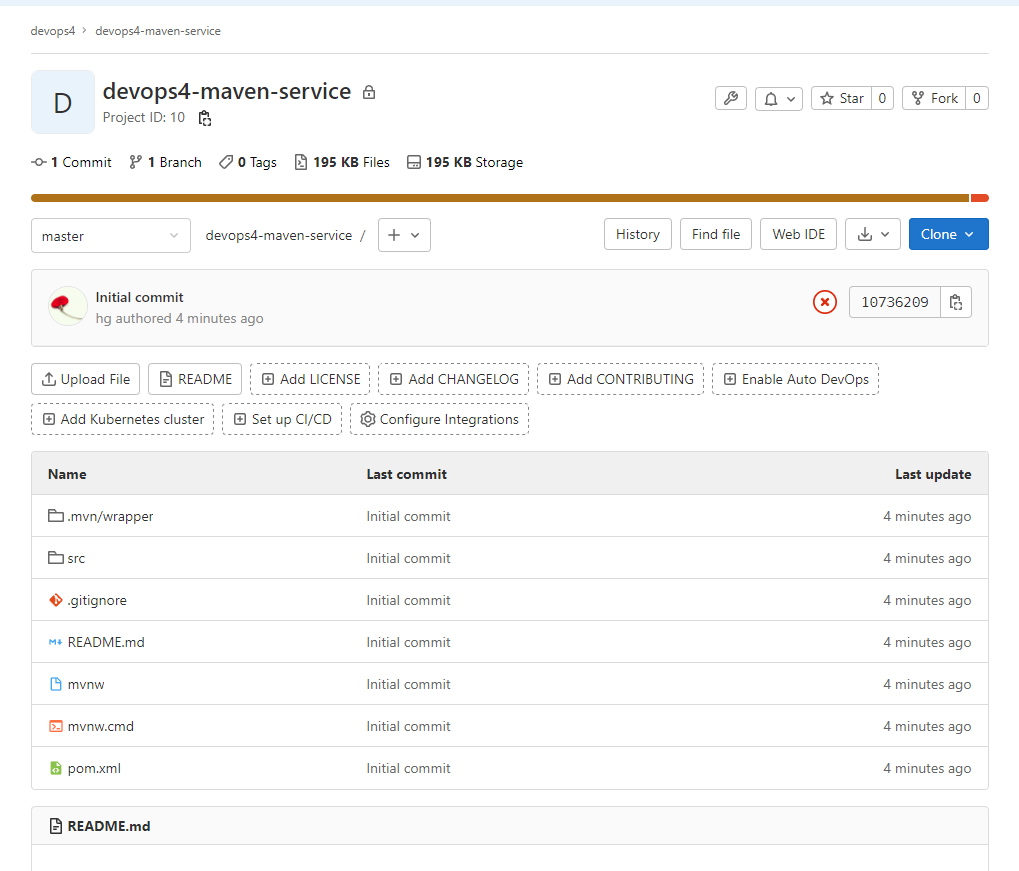 devops4 › devops4-maven-service
D
devops4-maven-service
Project ID: 10
Star 0 Fork 0
1 Commit 1 Branch 0 Tags 195 KB Files 195 KB Storage
master devops4-maven-service / + History Find file Web IDE Clone
Initial commit
hg authored 4 minutes ago
10736209
Upload File README Add LICENSE Add CHANGELOG Add CONTRIBUTING Enable Auto DevOps
Add Kubernetes cluster Set up CI/CD Configure Integrations
Name Last commit Last update
.mvn/wrapper Initial commit 4 minutes ago
src Initial commit 4 minutes ago
.gitignore Initial commit 4 minutes ago
README.md Initial commit 4 minutes ago
mvnw Initial commit 4 minutes ago
mvnw.cmd Initial commit 4 minutes ago
pom.xml Initial commit 4 minutes ago
README.md